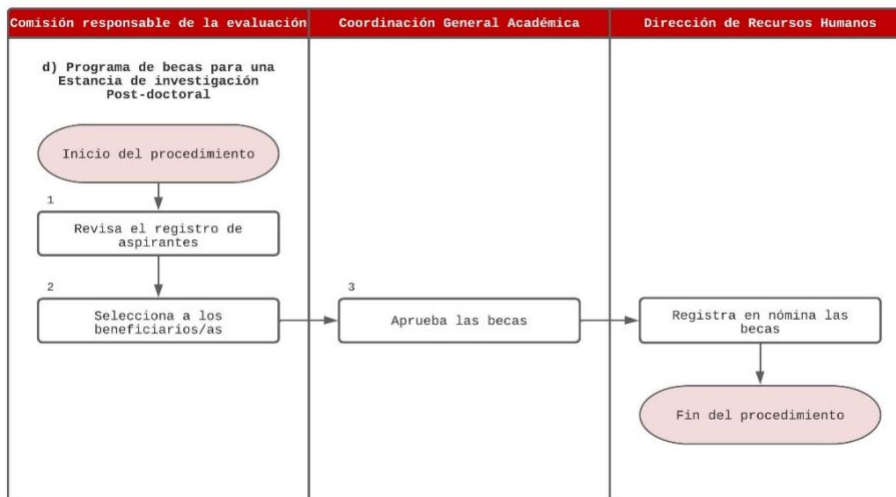 Comisión responsable de la evaluación
Coordinación General Académica
Dirección de Recursos Humanos
d) Programa de becas para una
Estancia de investigación
Post-doctoral
Inicio del procedimiento
1
Revisa el registro de
aspirantes
2
Selecciona a los
beneficiarios/as
3
Aprueba las becas
Registra en nómina las
becas
Fin del procedimiento